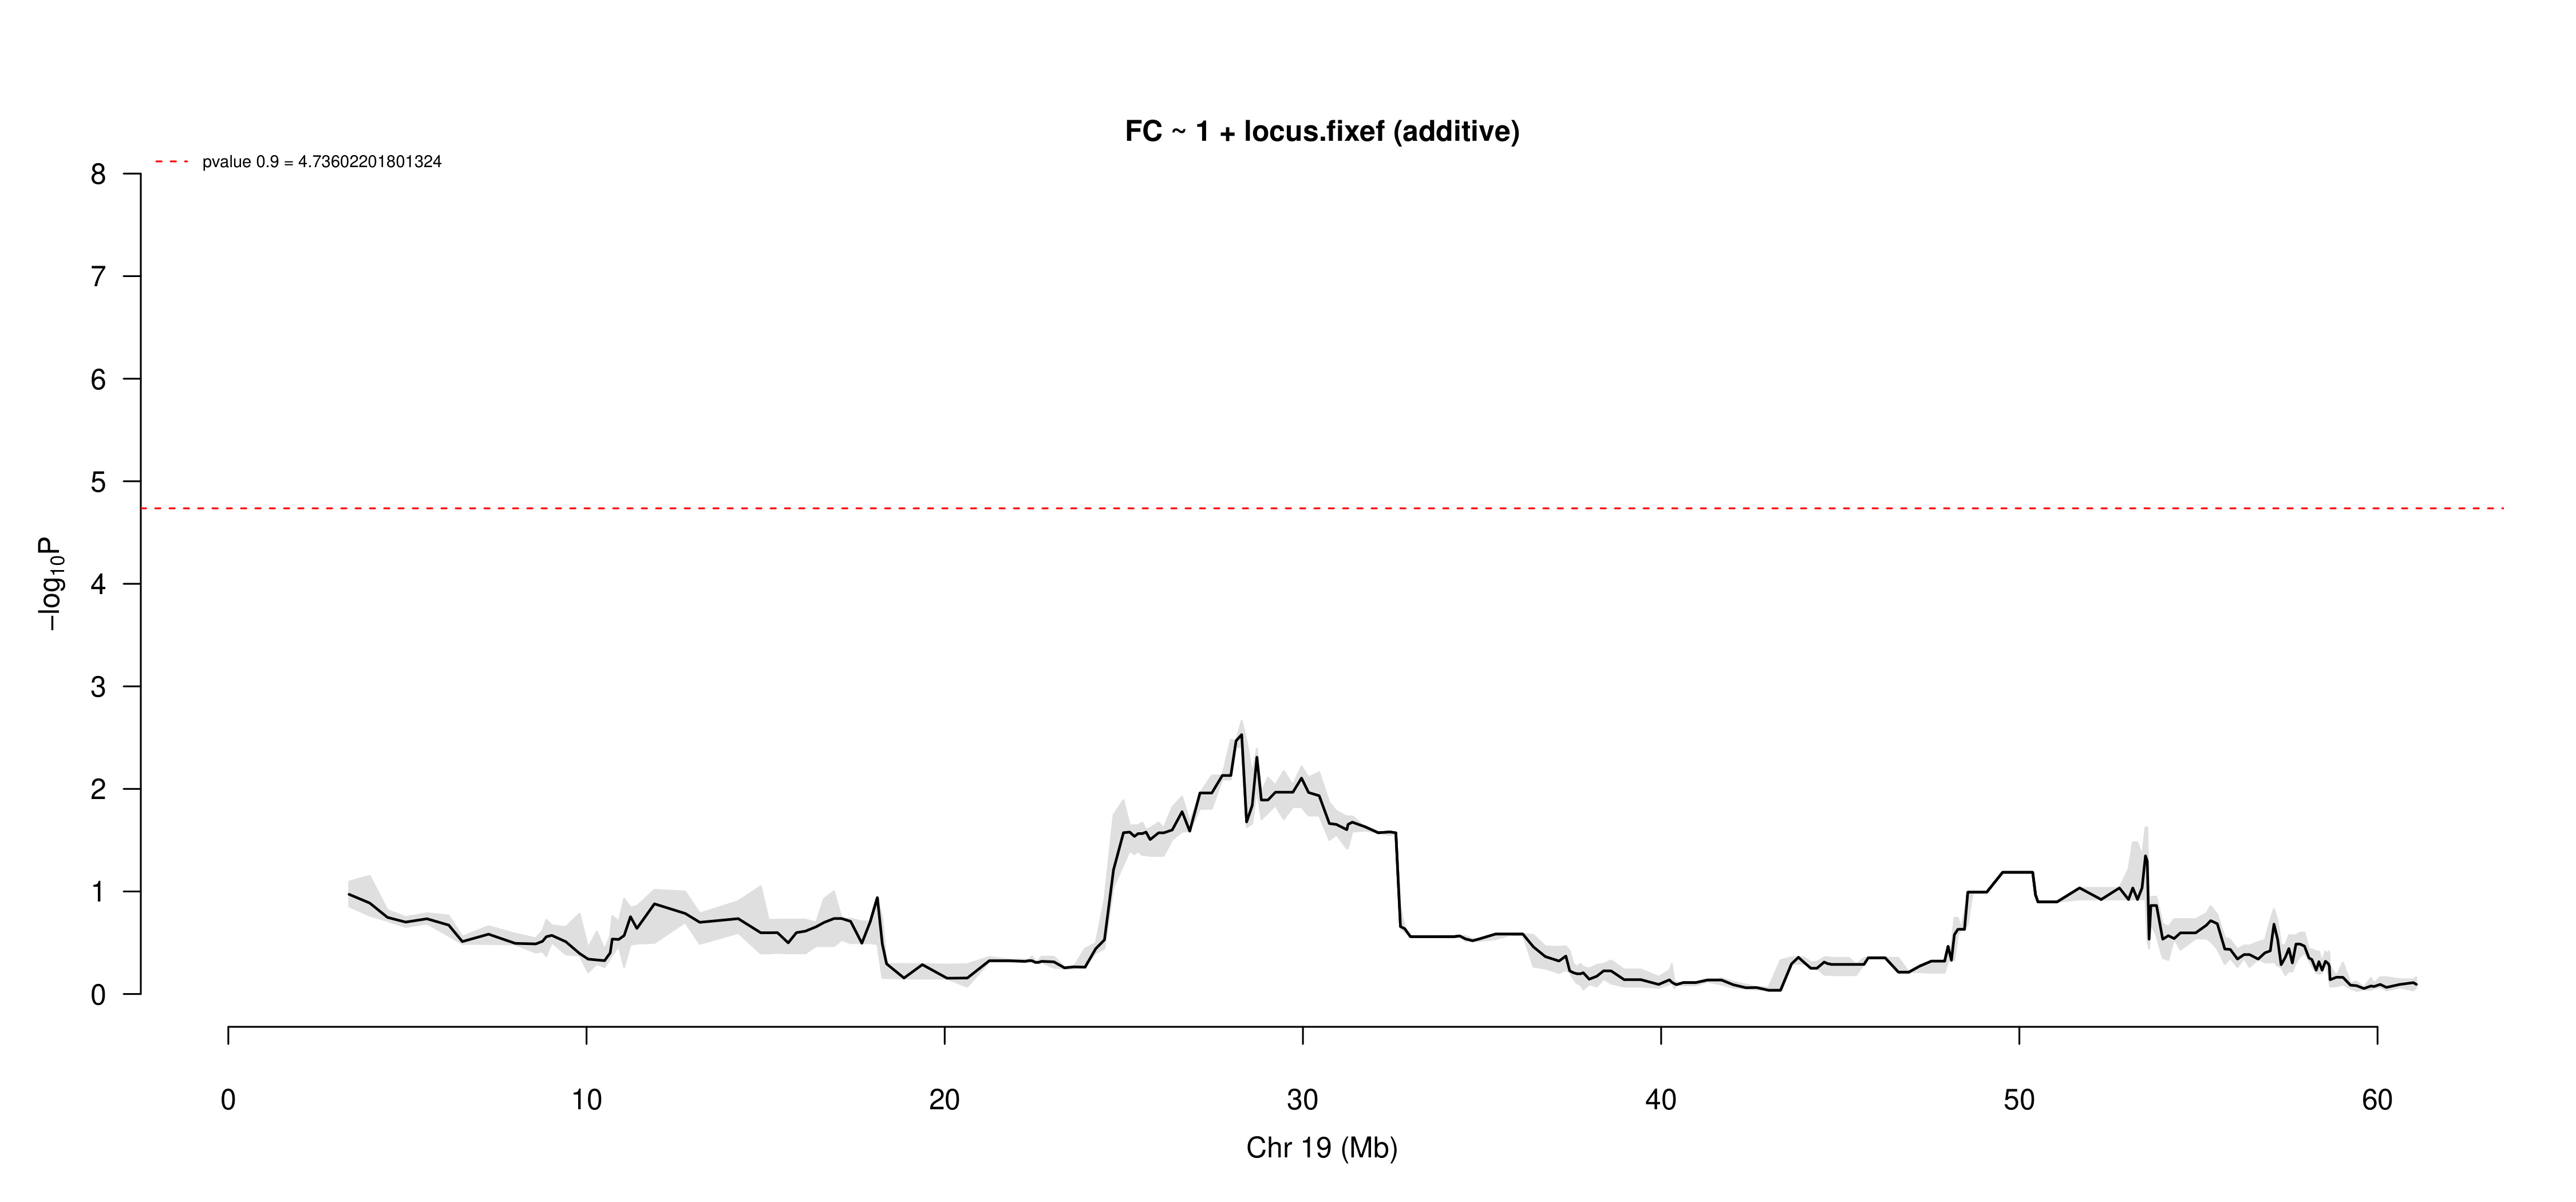 FC ~ 1 + locus.fixef (additive)
pvalue 0.9 = 4.73602201801324
8
7
6
5
4
3
2
1
0
−log10P
0 10 20 30 40 50 60
Chr 19 (Mb)